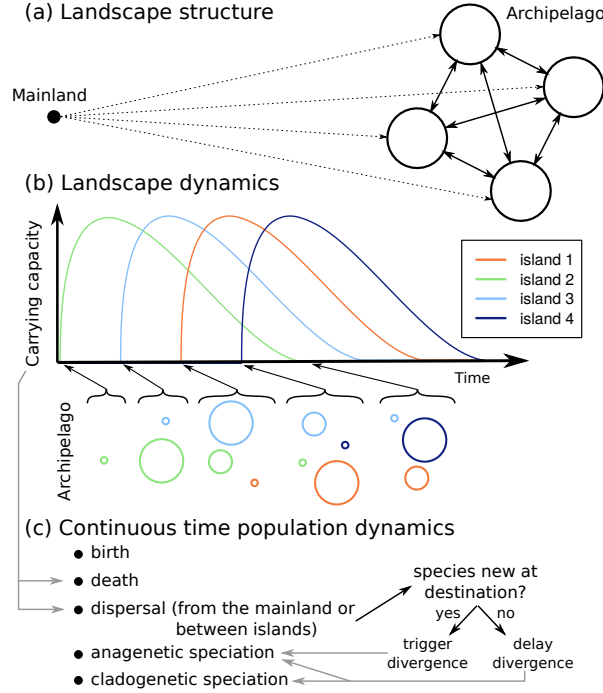 (a) Landscape structure
Archipelago
Mainland
(b) Landscape dynamics
Carrying capacity
island 1
island 2
island 3
island 4
Time
Archipelago
(c) Continuous time population dynamics
birth
death
dispersal (from the mainland or
between islands)
anagenetic speciation
cladogenetic speciation
species new at
destination?
yes no
trigger
divergence
delay
divergence